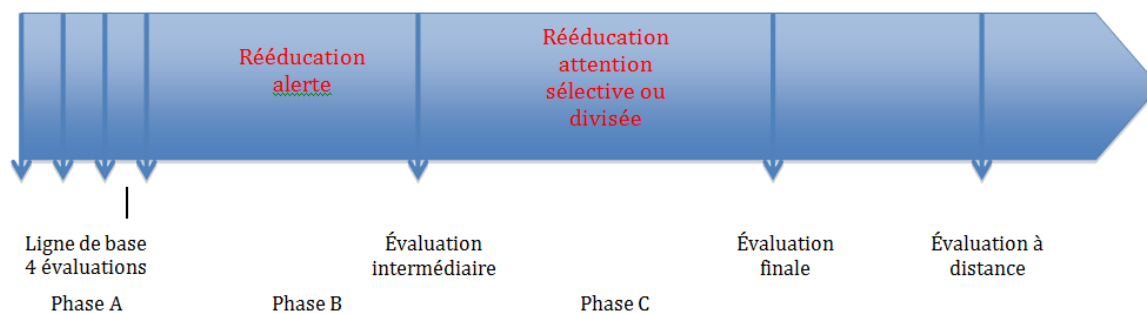 Rééducation
alerte
Rééducation
attention
sélective ou
divisée
Ligne de base
4 évaluations
Évaluation
intermédiaire
Évaluation
finale
Évaluation à
distance
Phase A
Phase B
Phase C